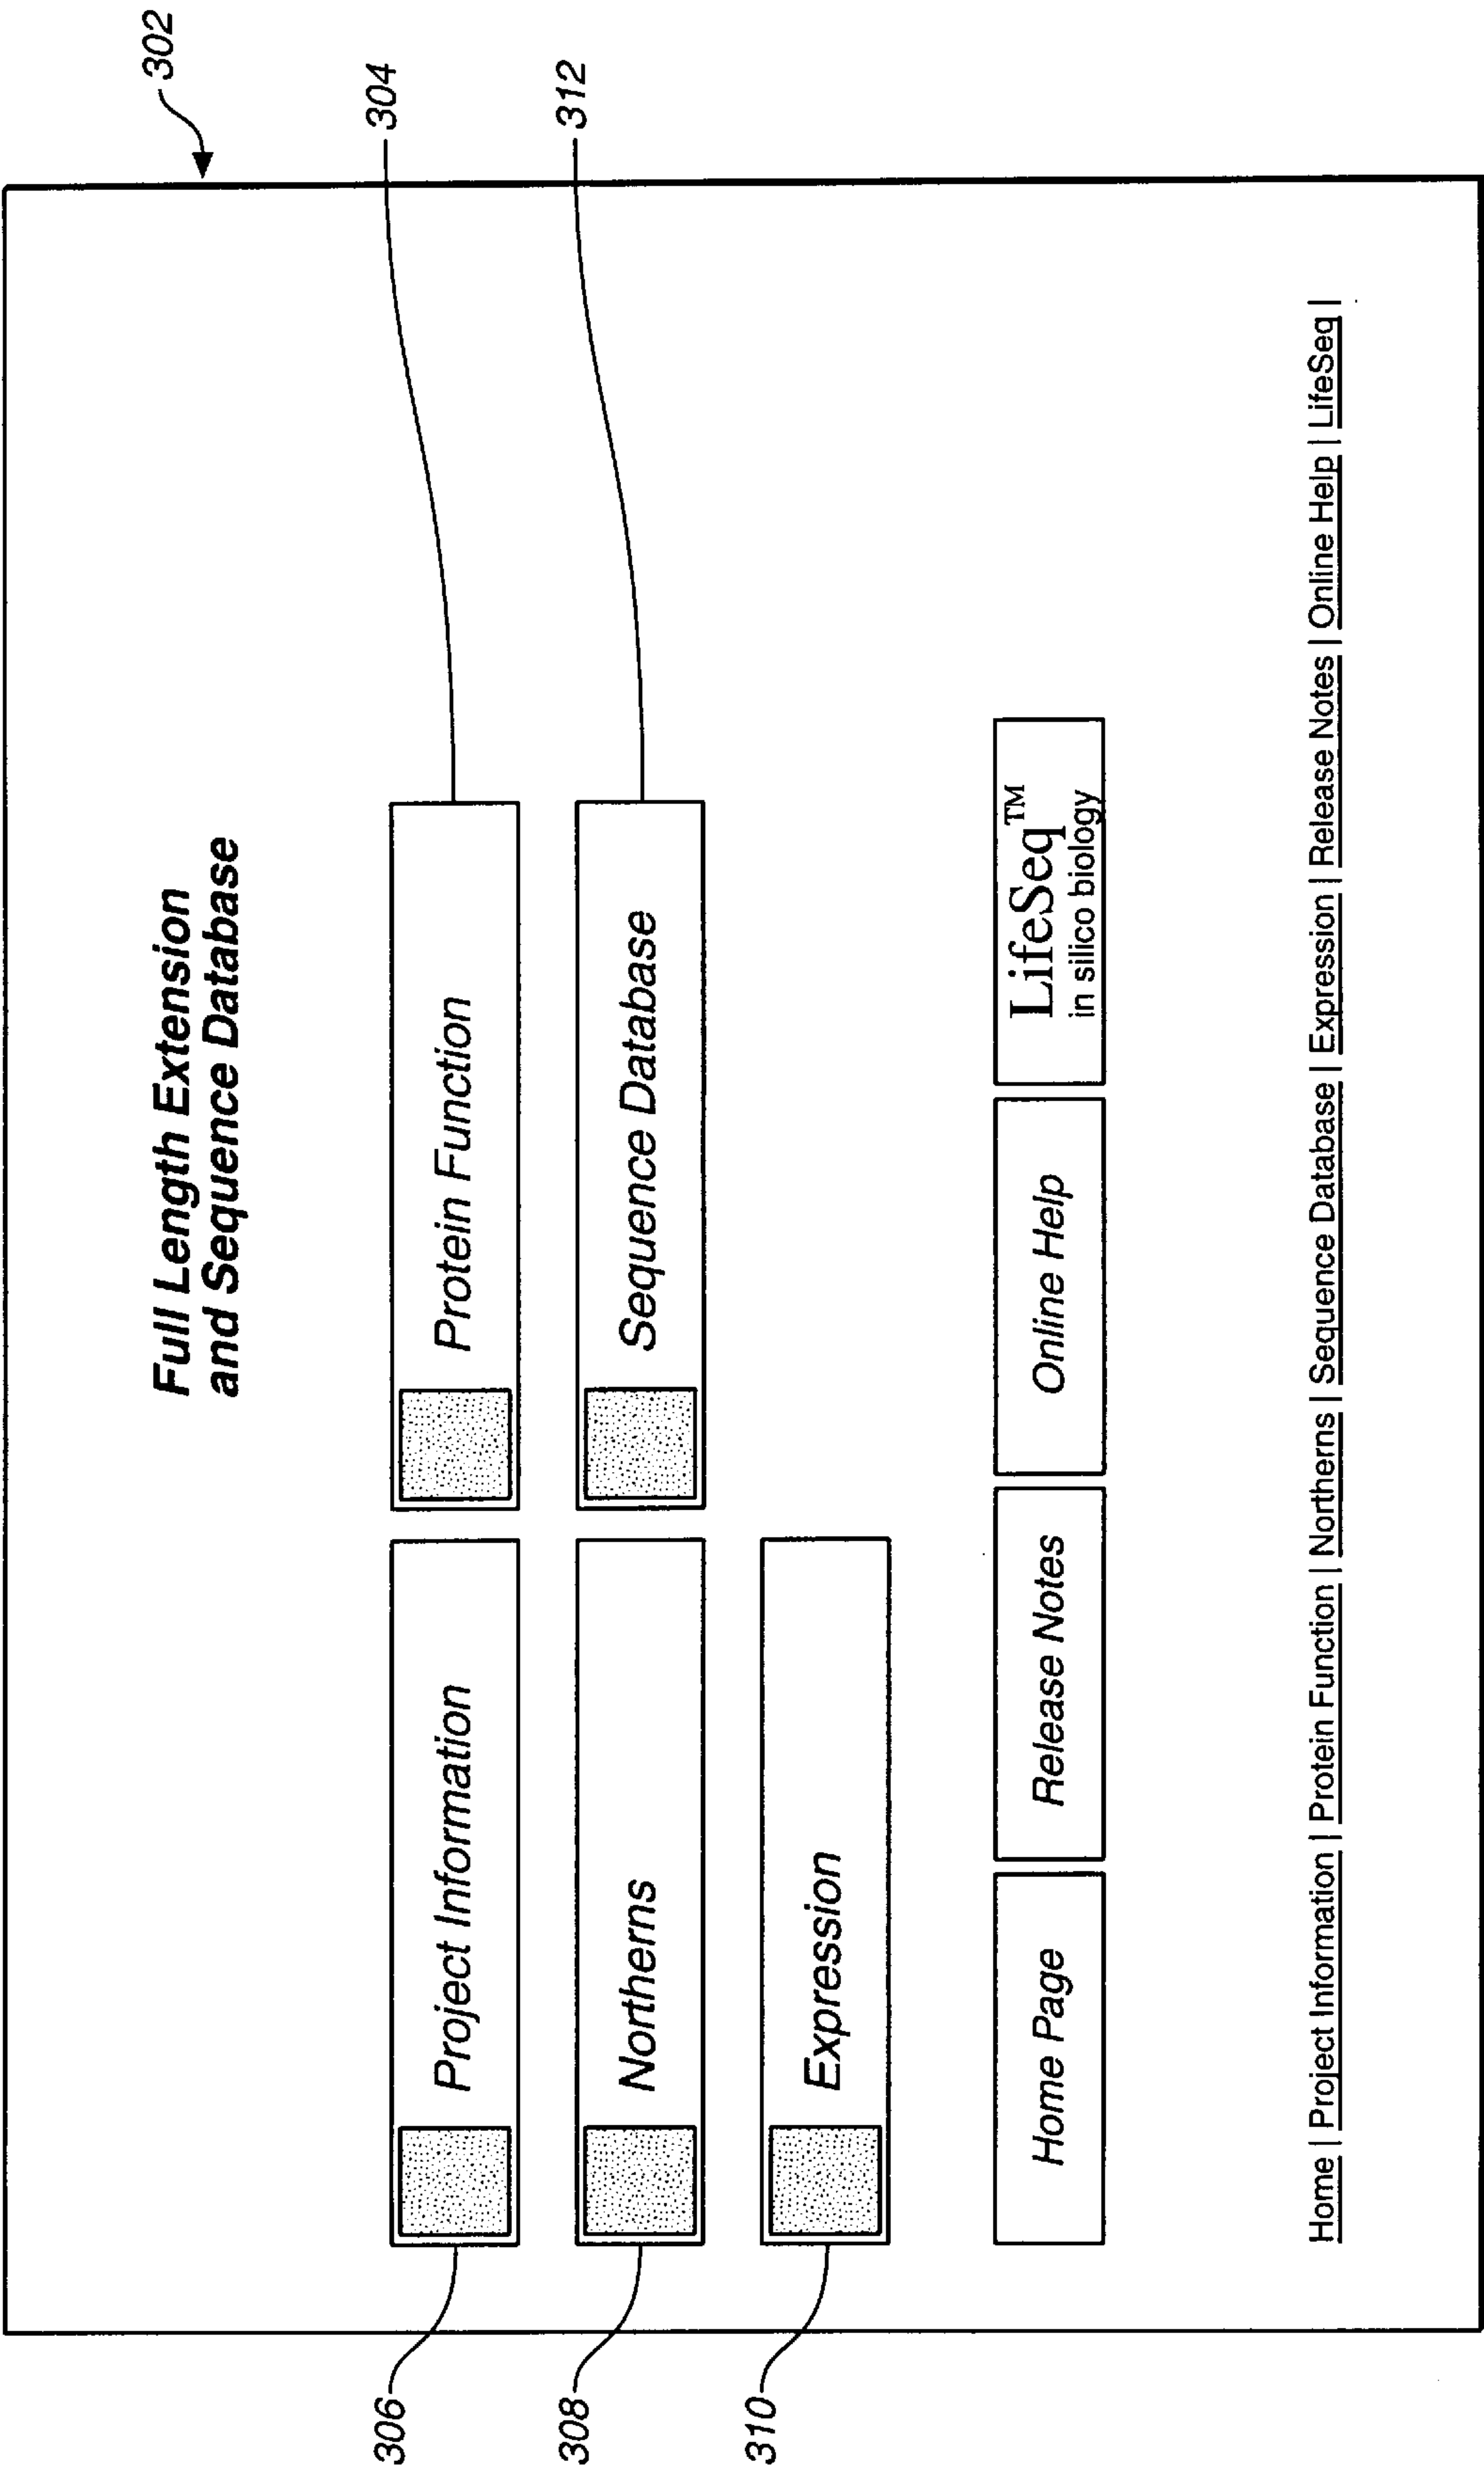 302
Full Length Extension
and Sequence Database
304
306
Project Information
Protein Function
312
308
Northerns
Sequence Database
310
Expression
Home Page
Release Notes
Online Help
LifeSeq™
in silico biology
Home | Project Information | Protein Function | Northerns | Sequence Database | Expression | Release Notes | Online Help | LifeSeq |